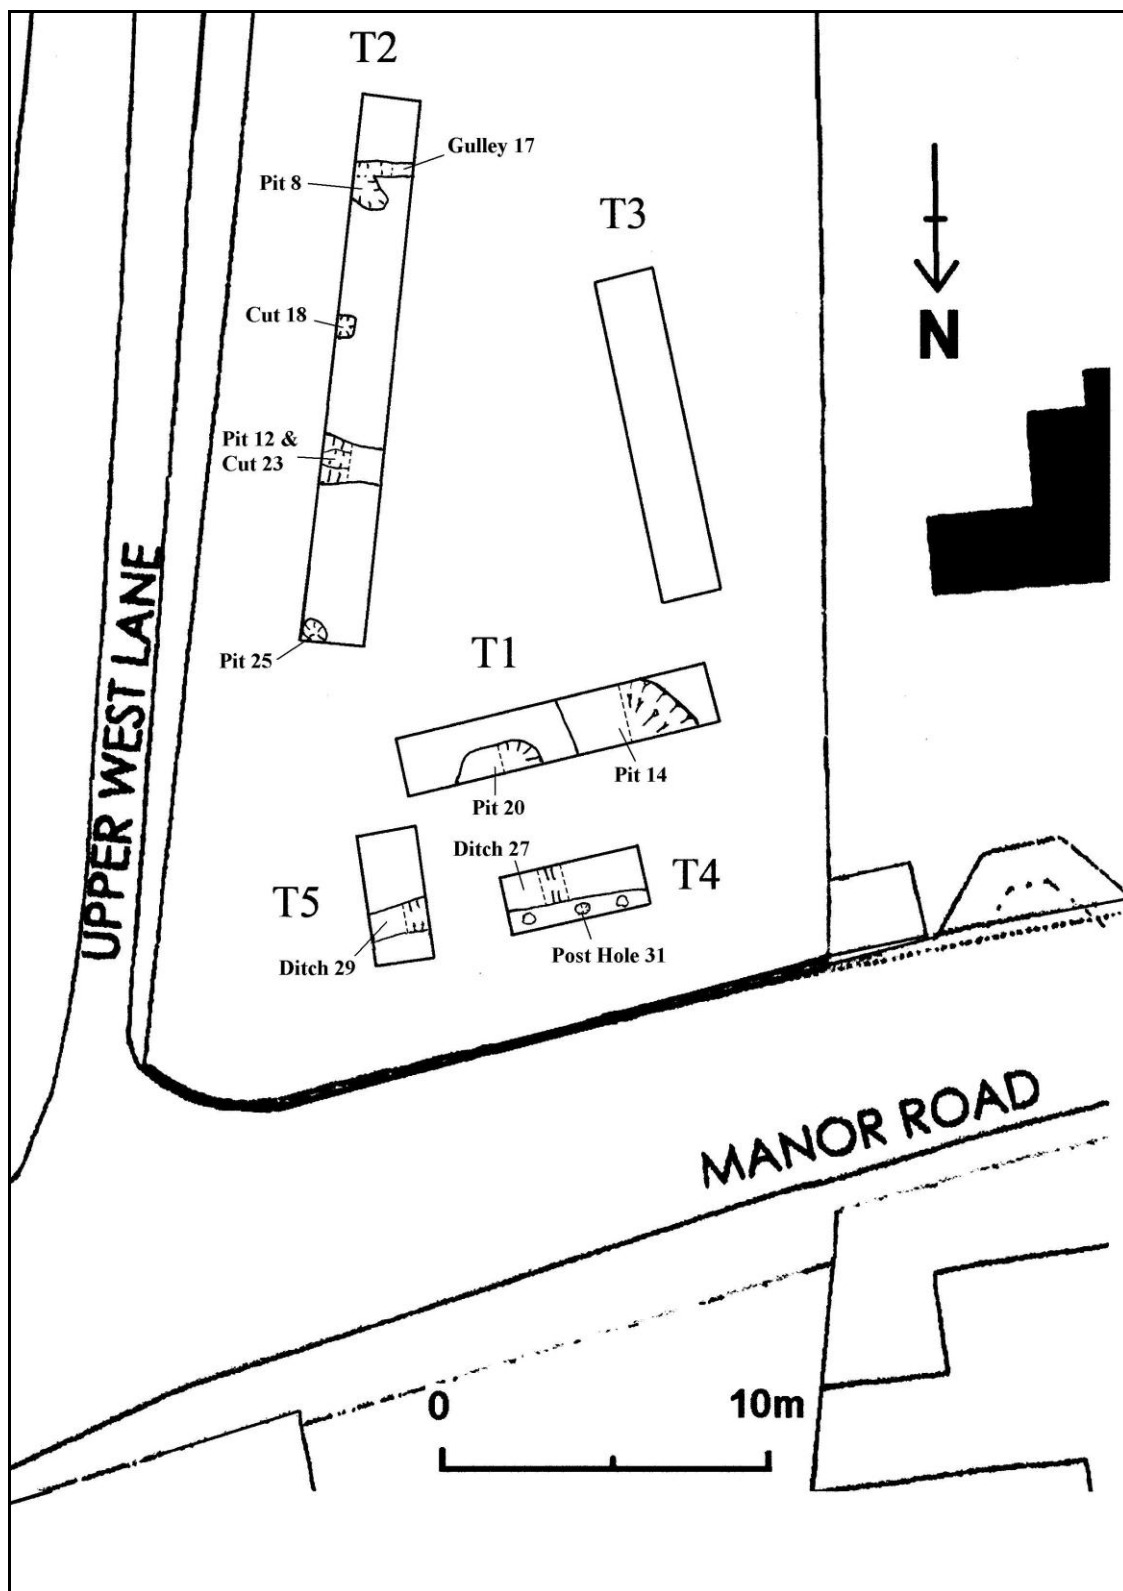 T2
Gulley 17
Pit 8
T3
Cut 18
N
Pit 12 &
Cut 23
UPPER WEST LANE
T1
Pit 25
Pit 14
Pit 20
Ditch 27
T4
T5
Post Hole 31
Ditch 29
MANOR ROAD
0 10m